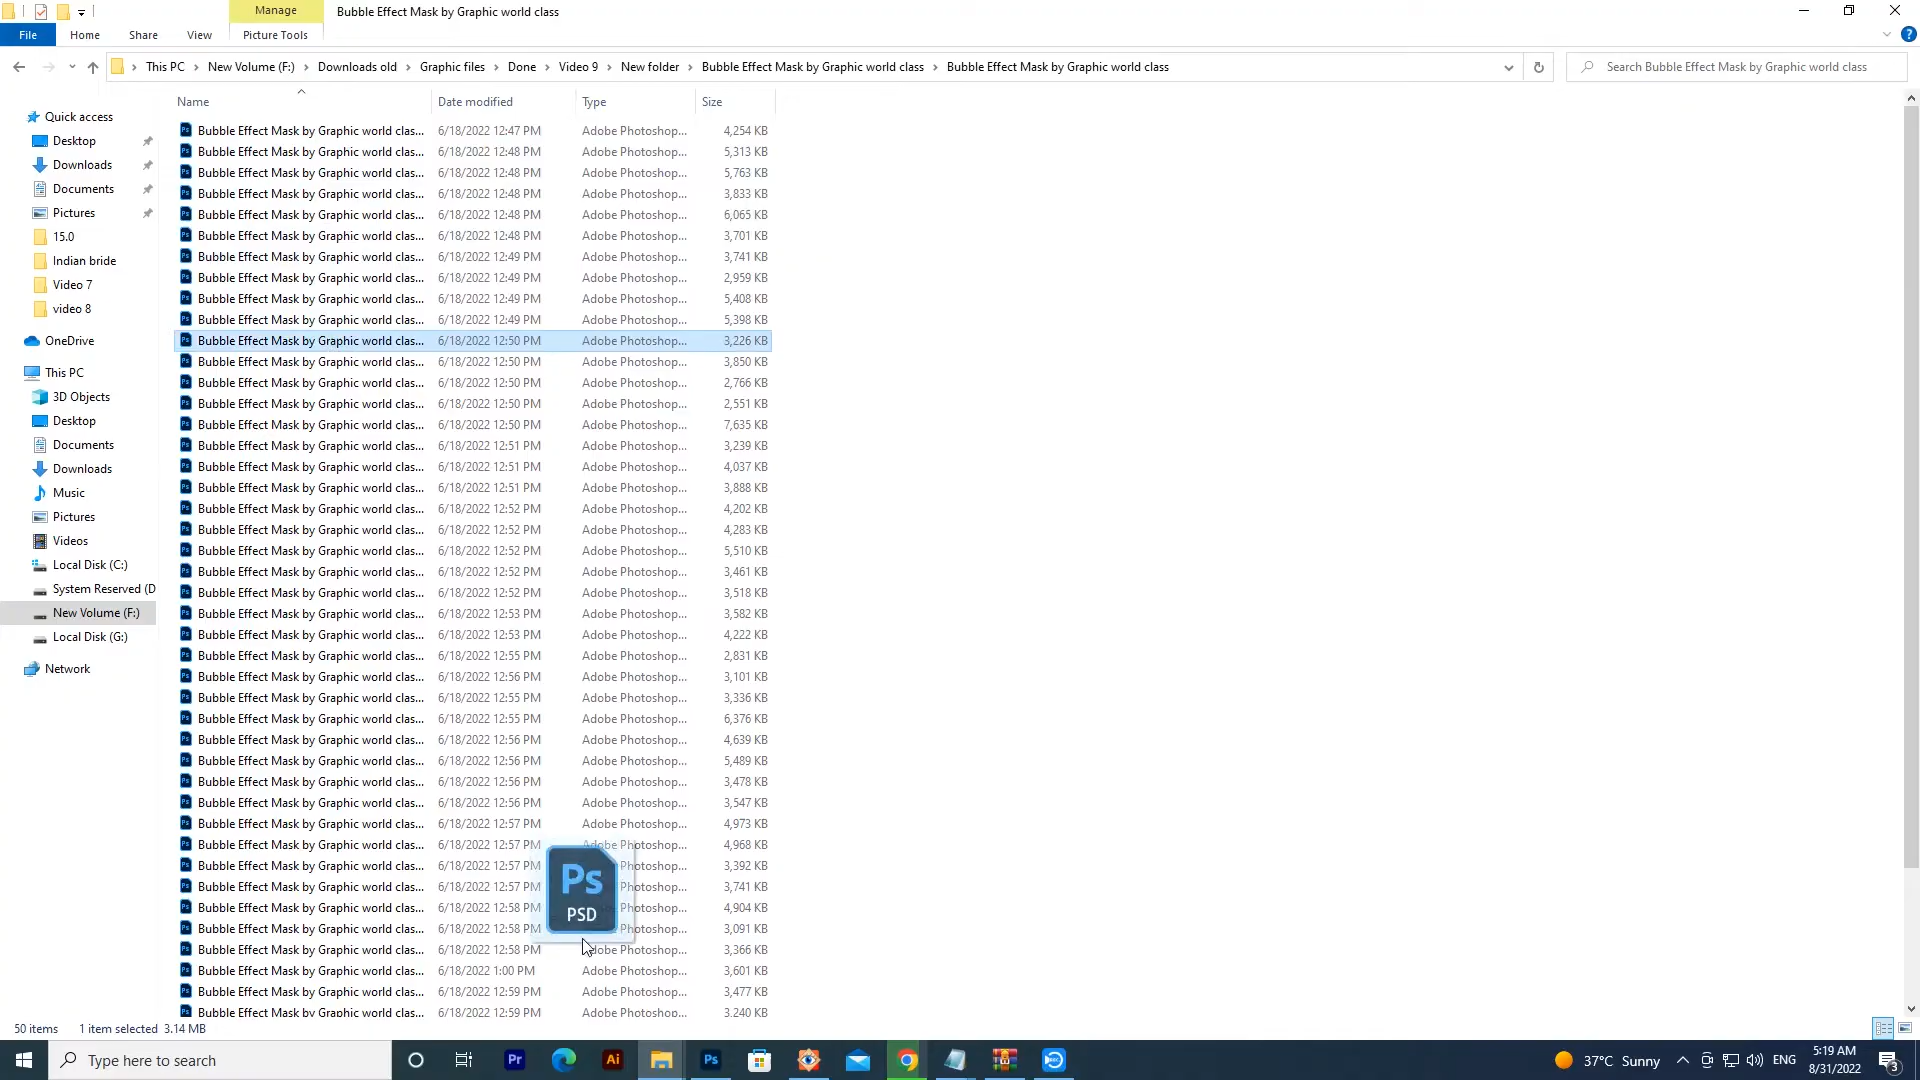 Manage
Bubble Effect Mask by Graphic world class
File Home Share View Picture Tools
This PC New Volume (F:) Downloads old Graphic files Done Video 9 New folder Bubble Effect Mask by Graphic world class Bubble Effect Mask by Graphic world class
Search Bubble Effect Mask by Graphic world class
Name Date modified Type Size
Quick access
Desktop
Downloads
Documents
Pictures
15.0
Indian bride
Video 7
video 8
OneDrive
This PC
3D Objects
Desktop
Documents
Downloads
Music
Pictures
Videos
Local Disk (C:)
System Reserved (D
New Volume (F:)
Local Disk (G:)
Network
Bubble Effect Mask by Graphic world clas... 6/18/2022 12:47 PM Adobe Photoshop... 4,254 KB
Bubble Effect Mask by Graphic world clas... 6/18/2022 12:48 PM Adobe Photoshop... 5,313 KB
Bubble Effect Mask by Graphic world clas... 6/18/2022 12:48 PM Adobe Photoshop... 5,763 KB
Bubble Effect Mask by Graphic world clas... 6/18/2022 12:48 PM Adobe Photoshop... 3,833 KB
Bubble Effect Mask by Graphic world clas... 6/18/2022 12:48 PM Adobe Photoshop... 6,065 KB
Bubble Effect Mask by Graphic world clas... 6/18/2022 12:48 PM Adobe Photoshop... 3,701 KB
Bubble Effect Mask by Graphic world clas... 6/18/2022 12:49 PM Adobe Photoshop... 3,741 KB
Bubble Effect Mask by Graphic world clas... 6/18/2022 12:49 PM Adobe Photoshop... 2,959 KB
Bubble Effect Mask by Graphic world clas... 6/18/2022 12:49 PM Adobe Photoshop... 5,408 KB
Bubble Effect Mask by Graphic world clas... 6/18/2022 12:49 PM Adobe Photoshop... 5,398 KB
Bubble Effect Mask by Graphic world clas... 6/18/2022 12:50 PM Adobe Photoshop... 3,226 KB
Bubble Effect Mask by Graphic world clas... 6/18/2022 12:50 PM Adobe Photoshop... 3,850 KB
Bubble Effect Mask by Graphic world clas... 6/18/2022 12:50 PM Adobe Photoshop... 2,766 KB
Bubble Effect Mask by Graphic world clas... 6/18/2022 12:50 PM Adobe Photoshop... 2,551 KB
Bubble Effect Mask by Graphic world clas... 6/18/2022 12:50 PM Adobe Photoshop... 7,635 KB
Bubble Effect Mask by Graphic world clas... 6/18/2022 12:51 PM Adobe Photoshop... 3,239 KB
Bubble Effect Mask by Graphic world clas... 6/18/2022 12:51 PM Adobe Photoshop... 4,037 KB
Bubble Effect Mask by Graphic world clas... 6/18/2022 12:51 PM Adobe Photoshop... 3,888 KB
Bubble Effect Mask by Graphic world clas... 6/18/2022 12:52 PM Adobe Photoshop... 4,202 KB
Bubble Effect Mask by Graphic world clas... 6/18/2022 12:52 PM Adobe Photoshop... 4,283 KB
Bubble Effect Mask by Graphic world clas... 6/18/2022 12:52 PM Adobe Photoshop... 5,510 KB
Bubble Effect Mask by Graphic world clas... 6/18/2022 12:52 PM Adobe Photoshop... 3,461 KB
Bubble Effect Mask by Graphic world clas... 6/18/2022 12:52 PM Adobe Photoshop... 3,518 KB
Bubble Effect Mask by Graphic world clas... 6/18/2022 12:53 PM Adobe Photoshop... 3,582 KB
Bubble Effect Mask by Graphic world clas... 6/18/2022 12:53 PM Adobe Photoshop... 4,222 KB
Bubble Effect Mask by Graphic world clas... 6/18/2022 12:55 PM Adobe Photoshop... 2,831 KB
Bubble Effect Mask by Graphic world clas... 6/18/2022 12:56 PM Adobe Photoshop... 3,101 KB
Bubble Effect Mask by Graphic world clas... 6/18/2022 12:55 PM Adobe Photoshop... 3,336 KB
Bubble Effect Mask by Graphic world clas... 6/18/2022 12:55 PM Adobe Photoshop... 6,376 KB
Bubble Effect Mask by Graphic world clas... 6/18/2022 12:56 PM Adobe Photoshop... 4,639 KB
Bubble Effect Mask by Graphic world clas... 6/18/2022 12:56 PM Adobe Photoshop... 5,489 KB
Bubble Effect Mask by Graphic world clas... 6/18/2022 12:56 PM Adobe Photoshop... 3,478 KB
Bubble Effect Mask by Graphic world clas... 6/18/2022 12:56 PM Adobe Photoshop... 3,547 KB
Bubble Effect Mask by Graphic world clas... 6/18/2022 12:57 PM Adobe Photoshop... 4,973 KB
Bubble Effect Mask by Graphic world clas... 6/18/2022 12:57 PM Adobe Photoshop... 4,968 KB
Bubble Effect Mask by Graphic world clas... 6/18/2022 12:57 PM Photoshop... 3,392 KB
Bubble Effect Mask by Graphic world clas... 6/18/2022 12:57 PM Photoshop... 3,741 KB
Bubble Effect Mask by Graphic world clas... 6/18/2022 12:58 PM Photoshop... 4,904 KB
Bubble Effect Mask by Graphic world clas... 6/18/2022 12:58 PM Photoshop... 3,091 KB
Bubble Effect Mask by Graphic world clas... 6/18/2022 12:58 PM Adobe Photoshop... 3,366 KB
Bubble Effect Mask by Graphic world clas... 6/18/2022 1:00 PM Adobe Photoshop... 3,601 KB
Bubble Effect Mask by Graphic world clas... 6/18/2022 12:59 PM Adobe Photoshop... 3,477 KB
Bubble Effect Mask by Graphic world clas... 6/18/2022 12:59 PM Adobe Photoshop... 3,240 KB
Ps
PSD
50 items 1 item selected 3.14 MB
Type here to search
Pr
Ai
Ps
37°C Sunny
ENG
5:19 AM
8/31/2022
3